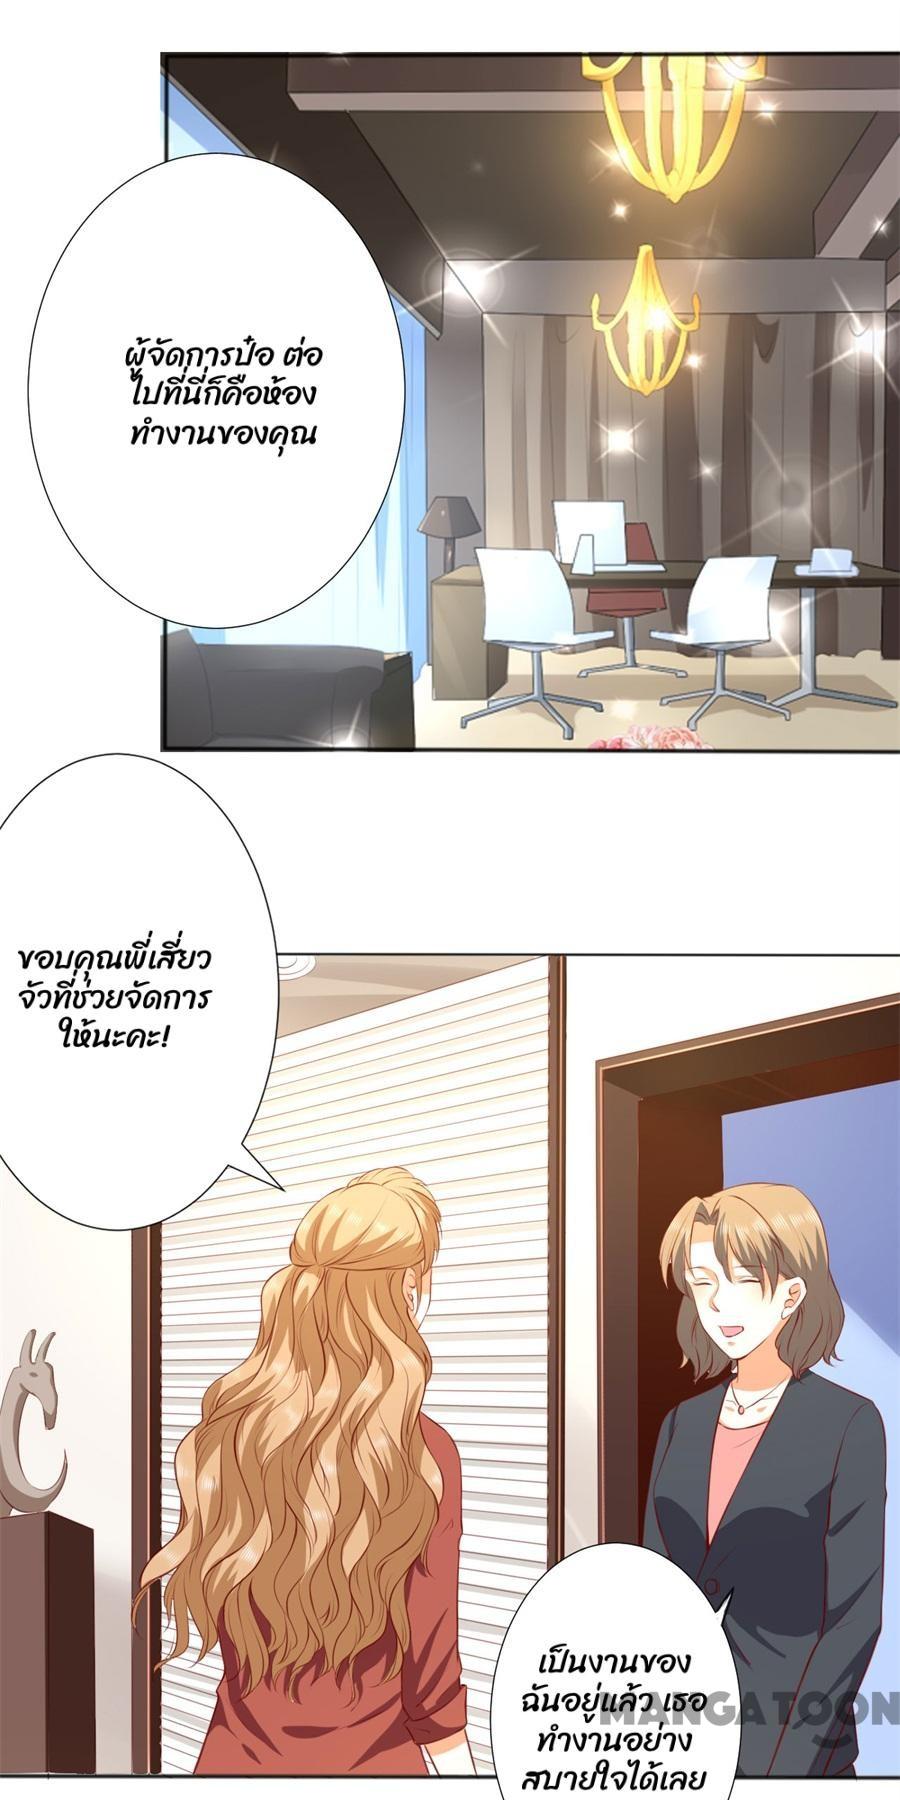 ผู้จัดการป๋อ ต่อ
ไปที่นี่ก็คือห้อง
ทำงานของคุณ
ขอบคุณพี่เสี่ยว
จัวที่ช่วยจัดการ
ให้นะคะ!
เป็นงานของ
ฉันอยู่แล้ว เธอ
ทำงานอย่าง
สบายใจได้เลย
MANGATOON